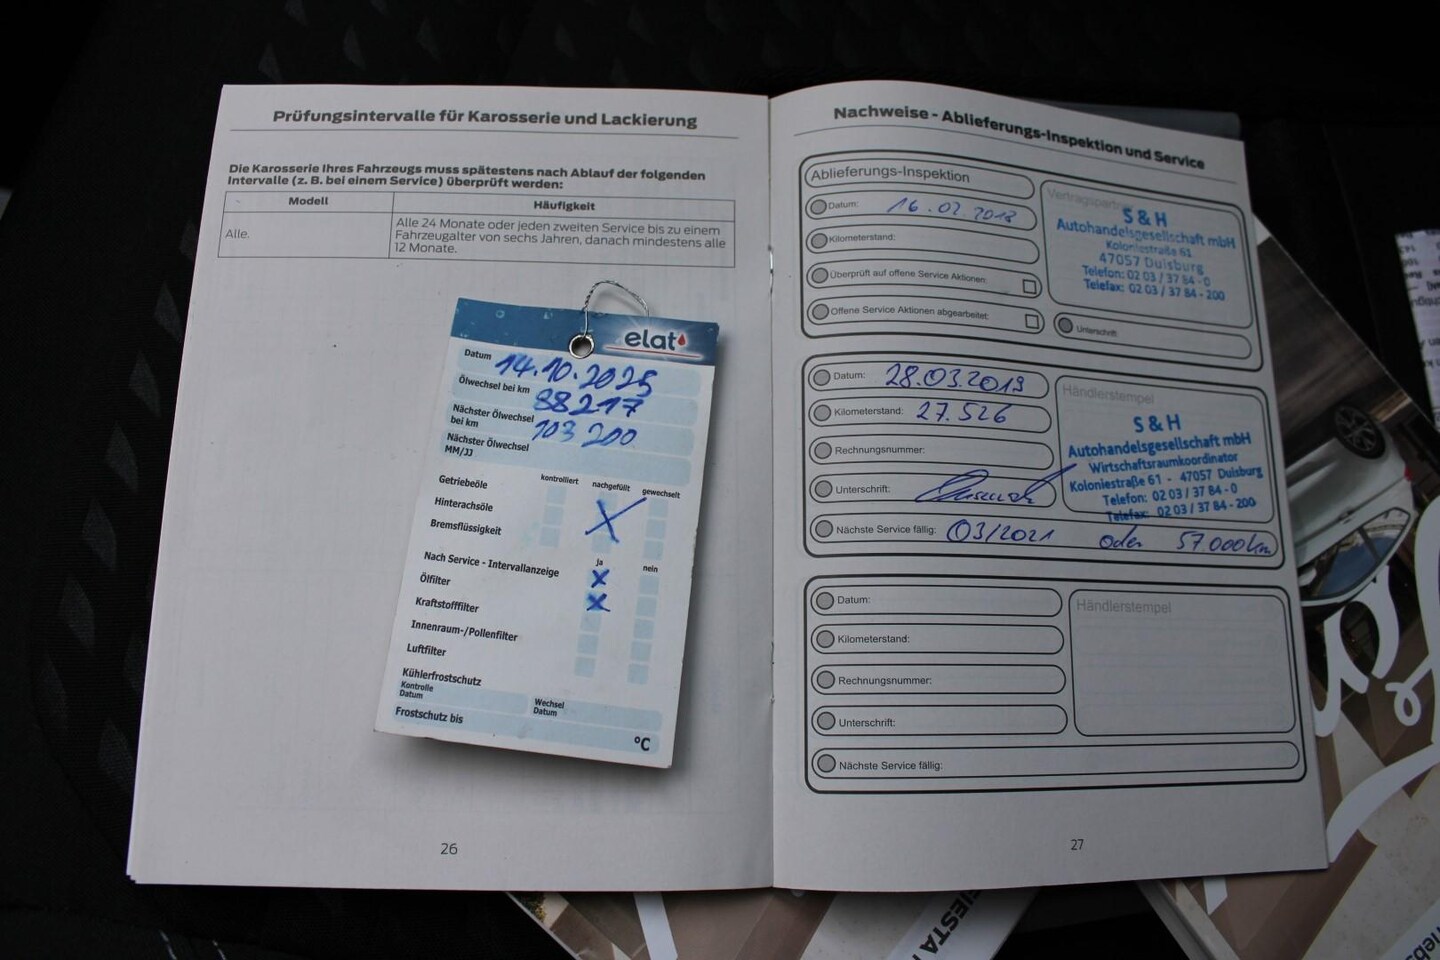 Prüfungsintervalle für Karosserie und Lackierung
Die Karosserie Ihres Fahrzeugs muss spätestens nach Ablauf der folgenden
Intervalle (z. B. bei einem Service) überprüft werden:
Modell
Häufigkeit
Alle.
Alle 24 Monate oder jeden zweiten Service bis zu einem
Fahrzeugalter von sechs Jahren, danach mindestens alle
12 Monate.
elat
Datum 14.10.2025
Ölwechsel bei km 88217
Nächster Ölwechsel
bei km 103 200
Nächster Ölwechsel
MM/JJ
kontrolliert nachgefüllt gewechselt
Getriebeöle
Hinterachsöle
Bremsflüssigkeit
ja nein
Nach Service - Intervallanzeige
Ölfilter
Kraftstofffilter
Innenraum-/Pollenfilter
Luftfilter
Kühlerfrostschutz
Kontrolle
Datum
Wechsel
Datum
Frostschutz bis
°C
26
Nachweise - Ablieferungs-Inspektion und Service
Ablieferungs-Inspektion
Datum: 16.02.2018
Kilometerstand:
Überprüft auf offene Service Aktionen:
Offene Service Aktionen abgearbeitet:
Vertragspartner
S & H
Autohandelsgesellschaft mbH
Koloniestraße 61
47057 Duisburg
Telefon: 02 03 / 37 84 - 0
Telefax: 02 03 / 37 84 - 200
Unterschrift:
Datum: 28.03.2019
Kilometerstand: 27.526
Rechnungsnummer:
Unterschrift:
Händlerstempel
S & H
Autohandelsgesellschaft mbH
Wirtschaftsraumkoordinator
Koloniestraße 61 - 47057 Duisburg
Telefon: 02 03 / 37 84 - 0
Telefax: 02 03 / 37 84 - 200
Nächste Service fällig: 03/2021 oder 57000km
Datum:
Kilometerstand:
Rechnungsnummer:
Unterschrift:
Händlerstempel
Nächste Service fällig:
27
FIESTA